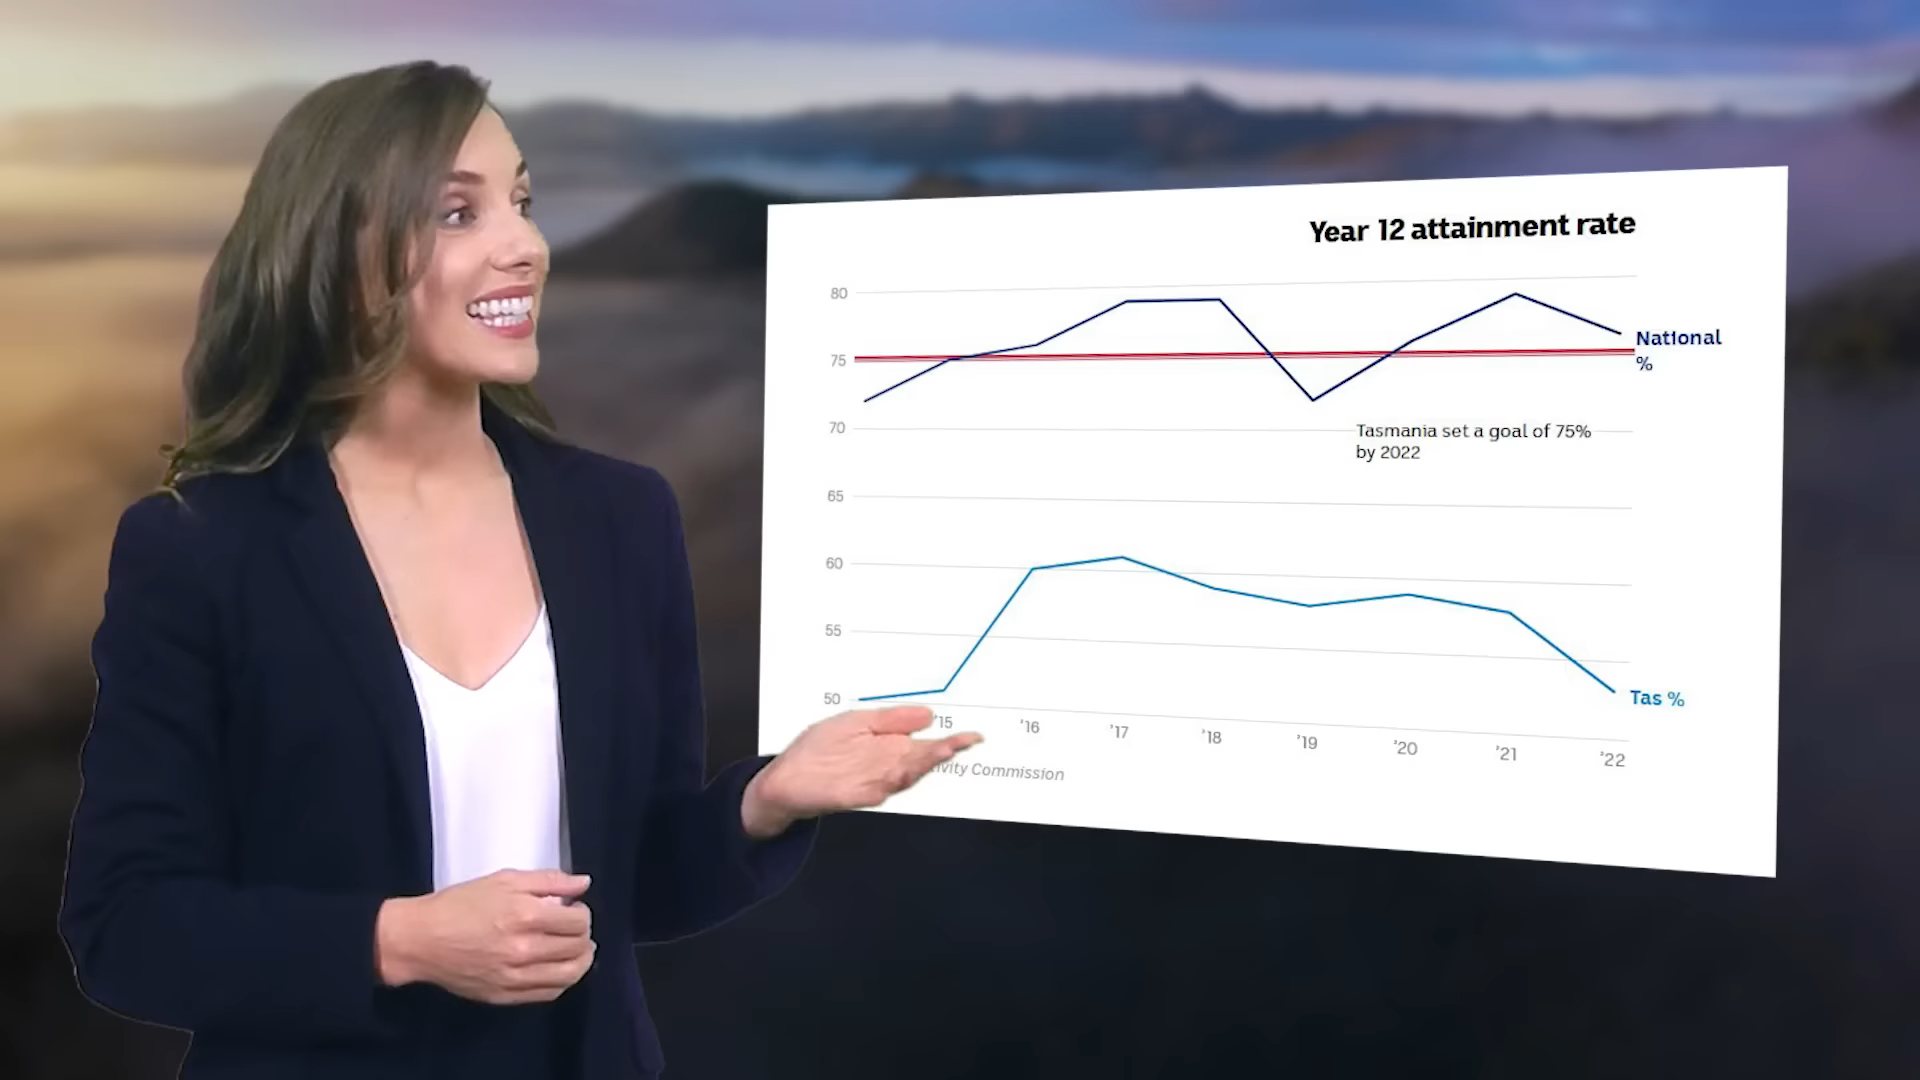 Year 12 attainment rate
80
75
70
65
60
55
50
National
%
Tasmania set a goal of 75%
by 2022
Tas %
'15
'16
'17
'18
'19
'20
'21
'22
Commission